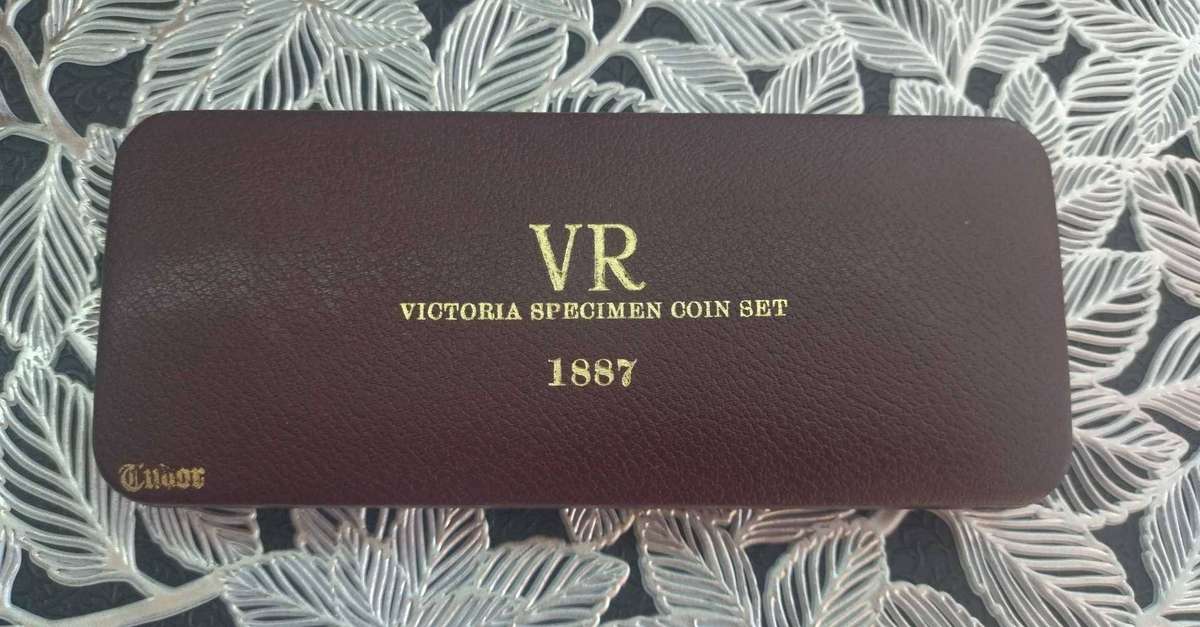 VR
VICTORIA SPECIMEN COIN SET
1887
Tudor